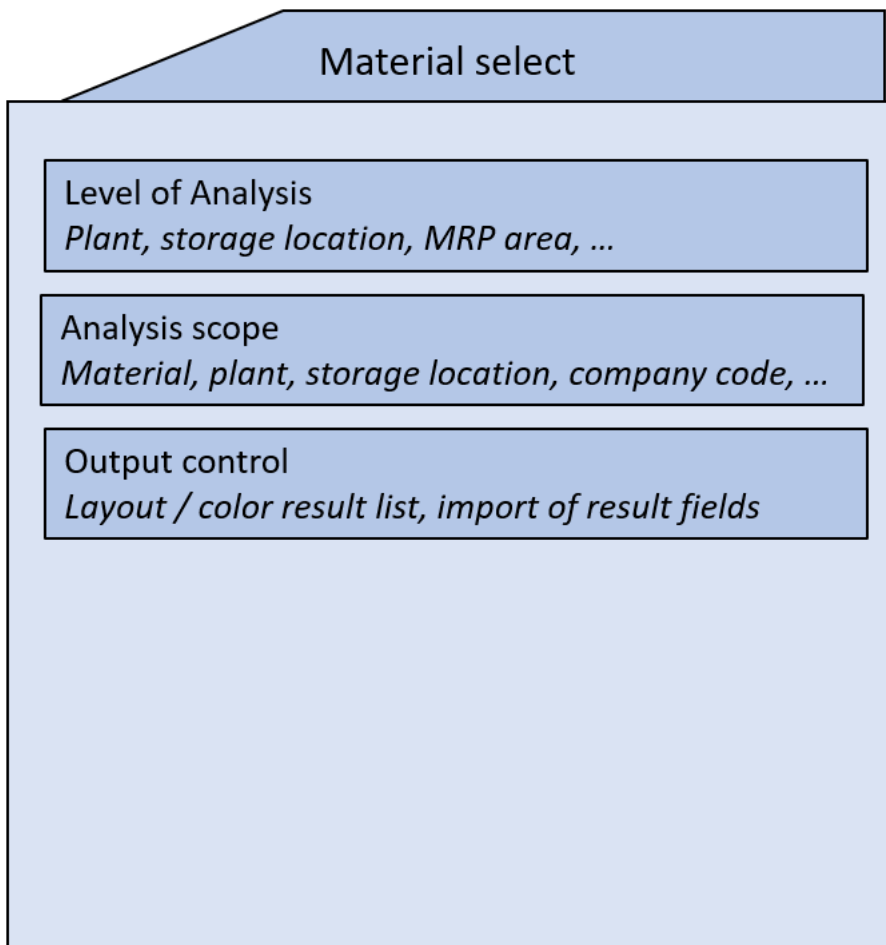 Material select
Level of Analysis
Plant, storage location, MRP area, …
Analysis scope
Material, plant, storage location, company code, …
Output control
Layout / color result list, import of result fields